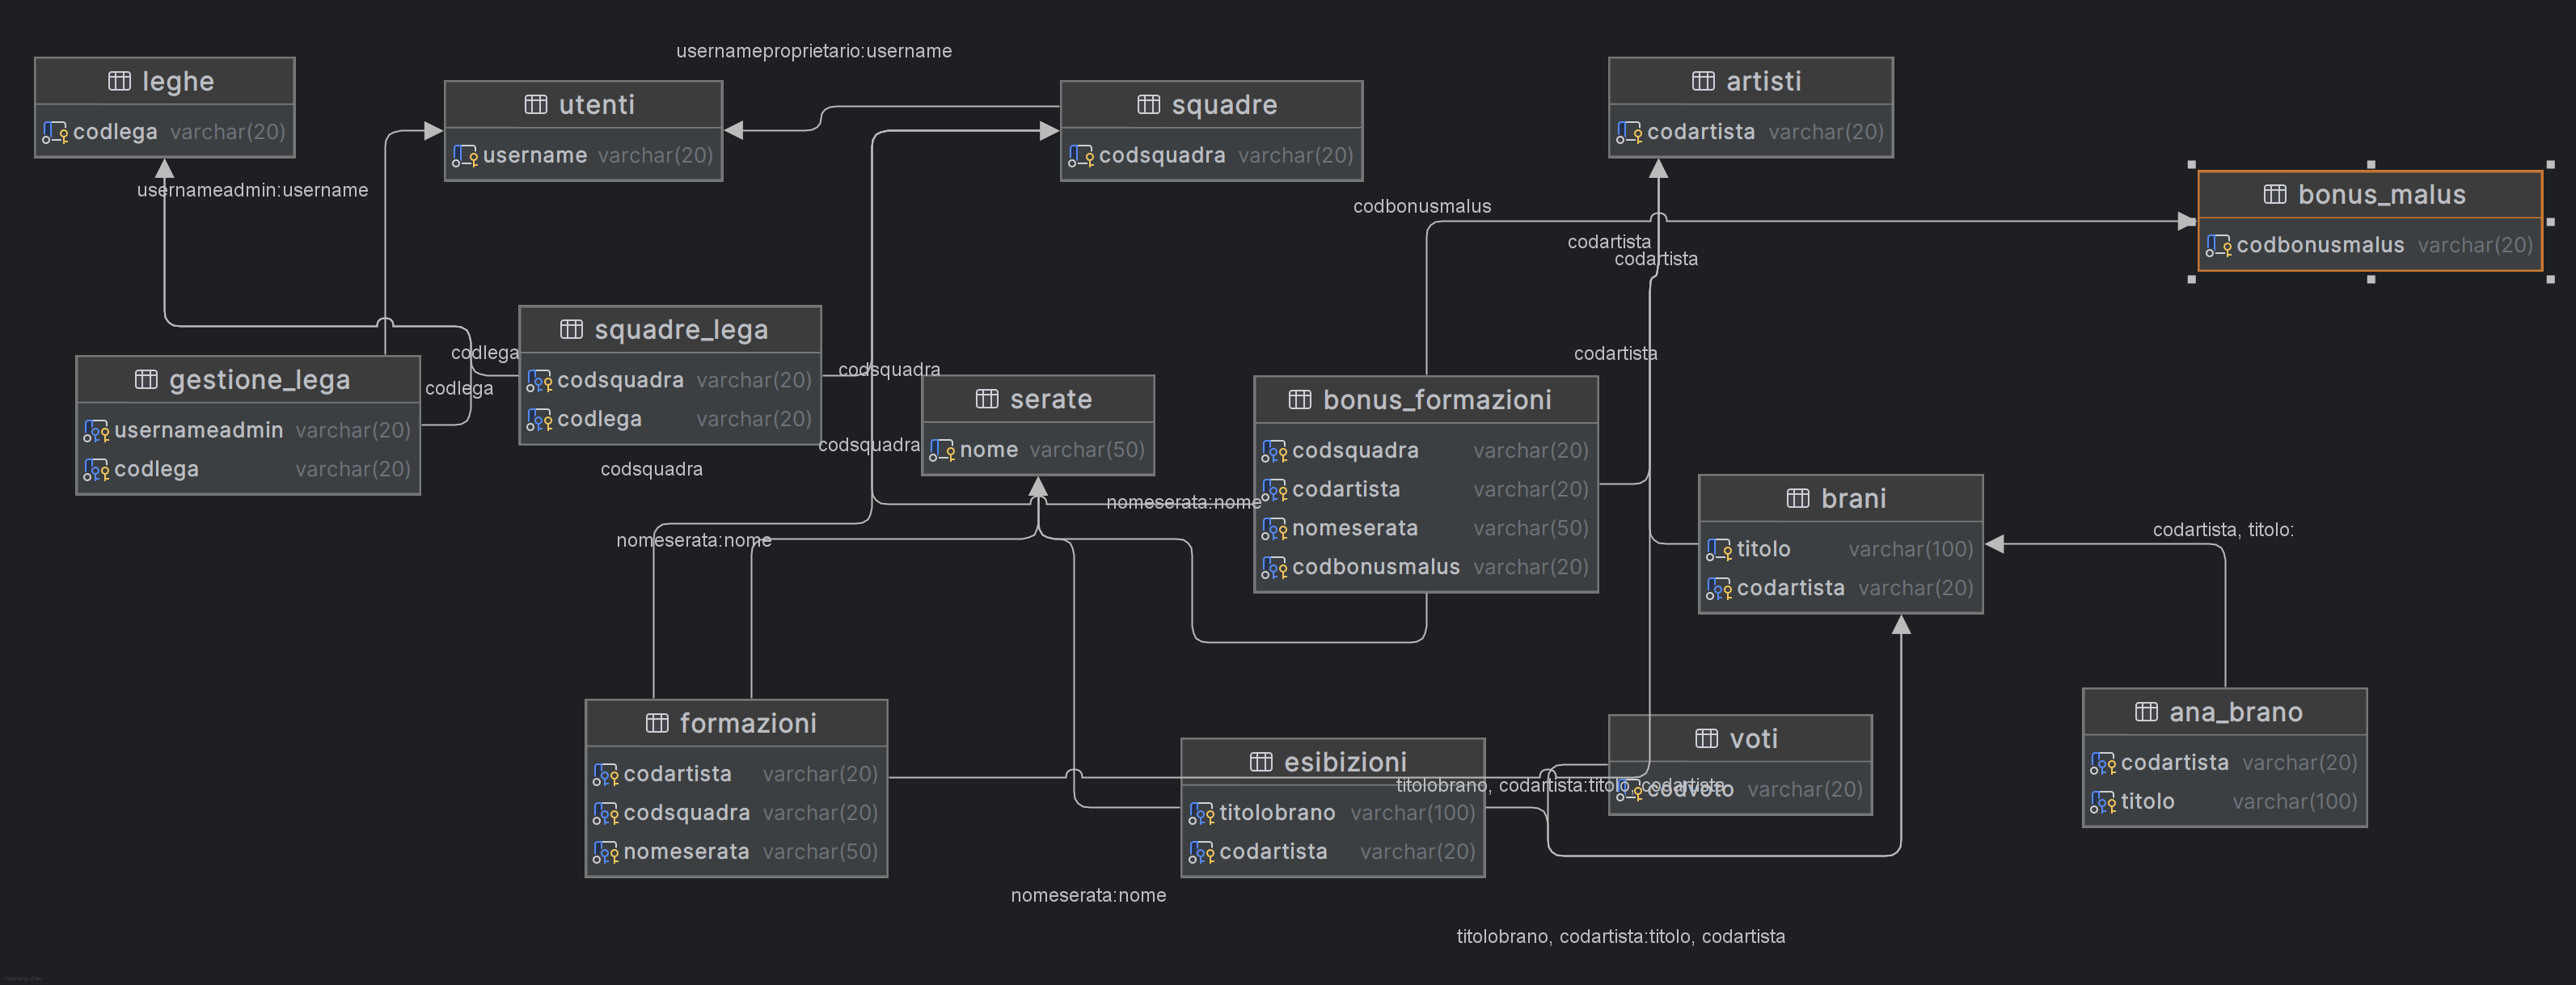 usernameproprietario:username
leghe
codlega varchar(20)
utenti
username varchar(20)
squadre
codsquadra varchar(20)
artisti
codartista varchar(20)
usernameadmin:username
codbonusmalus
bonus_malus
codbonusmalus varchar(20)
codartista
codartista
squadre_lega
codsquadra varchar(20)
codlega varchar(20)
codlega
codlega
gestione_lega
usernameadmin varchar(20)
codlega varchar(20)
codsquadra
codsquadra
codsquadra
serate
nome varchar(50)
codartista
bonus_formazioni
codsquadra varchar(20)
codartista varchar(20)
nomeserata varchar(50)
codbonusmalus varchar(20)
nomeserata:nome
nomeserata:nome
brani
titolo varchar(100)
codartista varchar(20)
codartista, titolo:
formazioni
codartista varchar(20)
codsquadra varchar(20)
nomeserata varchar(50)
esibizioni
titolobrano varchar(100)
codartista varchar(20)
titolobrano, codartista:titolo, codartista
voti
codvoto varchar(20)
ana_brano
codartista varchar(20)
titolo varchar(100)
nomeserata:nome
titolobrano, codartista:titolo, codartista